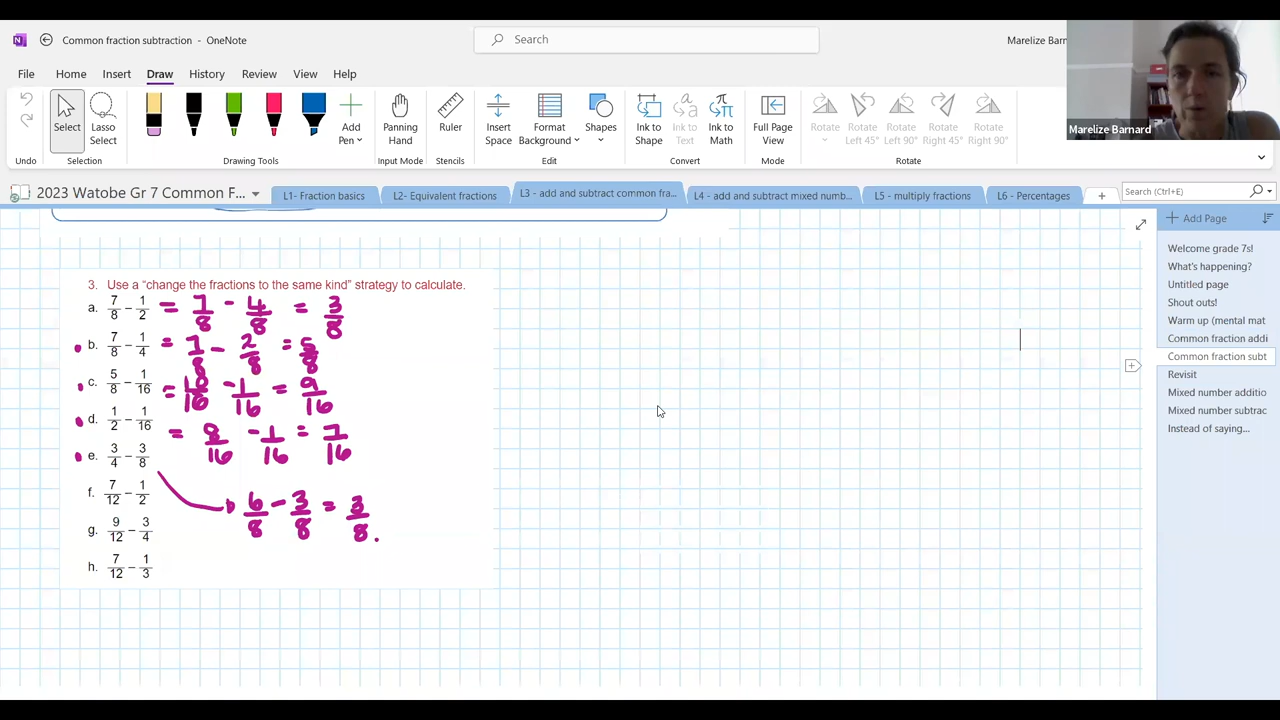 Common fraction subtraction - OneNote
Search
Marelize Bar
File Home Insert Draw History Review View Help
Undo
Select
Lasso Select
Selection
Drawing Tools
Add Pen
Panning Hand
Input Mode
Ruler
Stencils
Insert Space
Format Background
Shapes
Edit
Ink to Shape
Ink to Text
Ink to Math
Convert
Full Page View
Mode
Rotate
Rotate Left 45°
Rotate Left 90°
Rotate Right 45°
Rotate Right 90°
Rotate
Marelize Barnard
2023 Watobe Gr 7 Common F...
L1- Fraction basics
L2- Equivalent fractions
L3 - add and subtract common fra...
L4 - add and subtract mixed numb...
L5 - multiply fractions
L6 - Percentages
+
Search (Ctrl+E)
3. Use a “change the fractions to the same kind” strategy to calculate.
a. 7/8 − 1/2 = 7/8 - 4/8 = 3/8
b. 7/8 − 1/4 = 7/8 - 2/8 = 5/8
c. 5/8 − 1/16 = 10/16 - 1/16 = 9/16
d. 1/2 − 1/16 = 8/16 - 1/16 = 7/16
e. 3/4 − 3/8
6/8 - 3/8 = 3/8.
f. 7/12 − 1/2
g. 9/12 − 3/4
h. 7/12 − 1/3
Add Page
Welcome grade 7s!
What's happening?
Untitled page
Shout outs!
Warm up (mental mat
Common fraction addi
Common fraction subt
Revisit
Mixed number additio
Mixed number subtrac
Instead of saying...